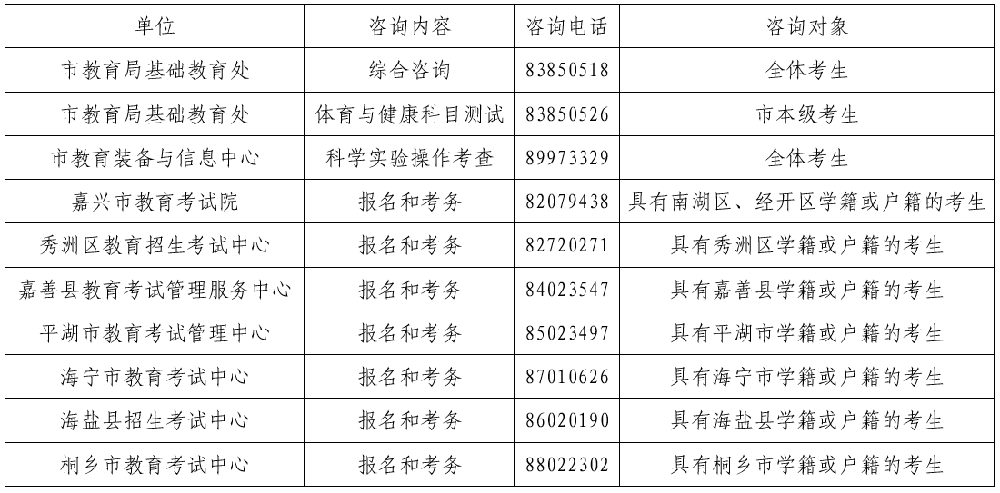 单位 咨询内容 咨询电话 咨询对象
市教育局基础教育处 综合咨询 83850518 全体考生
市教育局基础教育处 体育与健康科目测试 83850526 市本级考生
市教育装备与信息中心 科学实验操作考查 89973329 全体考生
嘉兴市教育考试院 报名和考务 82079438 具有南湖区、经开区学籍或户籍的考生
秀洲区教育招生考试中心 报名和考务 82720271 具有秀洲区学籍或户籍的考生
嘉善县教育考试管理服务中心 报名和考务 84023547 具有嘉善县学籍或户籍的考生
平湖市教育考试管理中心 报名和考务 85023497 具有平湖市学籍或户籍的考生
海宁市教育考试中心 报名和考务 87010626 具有海宁市学籍或户籍的考生
海盐县招生考试中心 报名和考务 86020190 具有海盐县学籍或户籍的考生
桐乡市教育考试中心 报名和考务 88022302 具有桐乡市学籍或户籍的考生